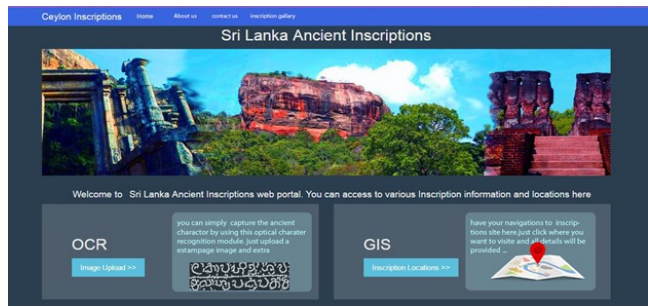 Ceylon Inscriptions Home About us contact us inscription gallary
Sri Lanka Ancient Inscriptions
Welcome to Sri Lanka Ancient Inscriptions web portal. You can access to various Inscription information and locations here
OCR
Image Upload >>
you can simply capture the ancient
charactor by using this optical charater
recognition module. just upload a
estampage image and extra
GIS
Inscription Locations >>
have your navigations to inscrip-
tions site here.just click where you
want to visite and all details will be
provided ..